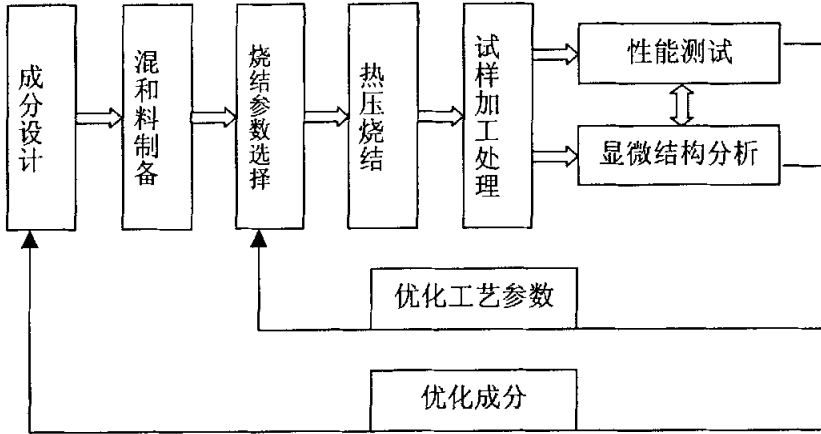 成分设计
混和料制备
烧结参数选择
热压烧结
试样加工处理
性能测试
显微结构分析
优化工艺参数
优化成分